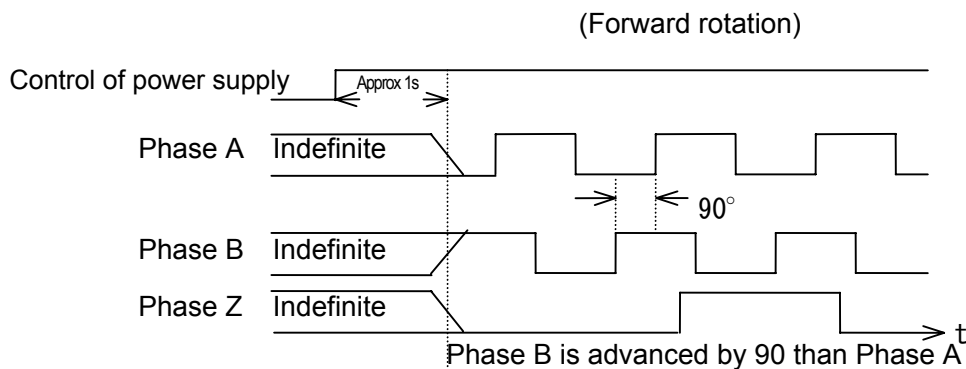 (Forward rotation)
Control of power supply
Approx 1s
Phase A
Indefinite
90°
Phase B
Indefinite
Phase Z
Indefinite
t
Phase B is advanced by 90 than Phase A